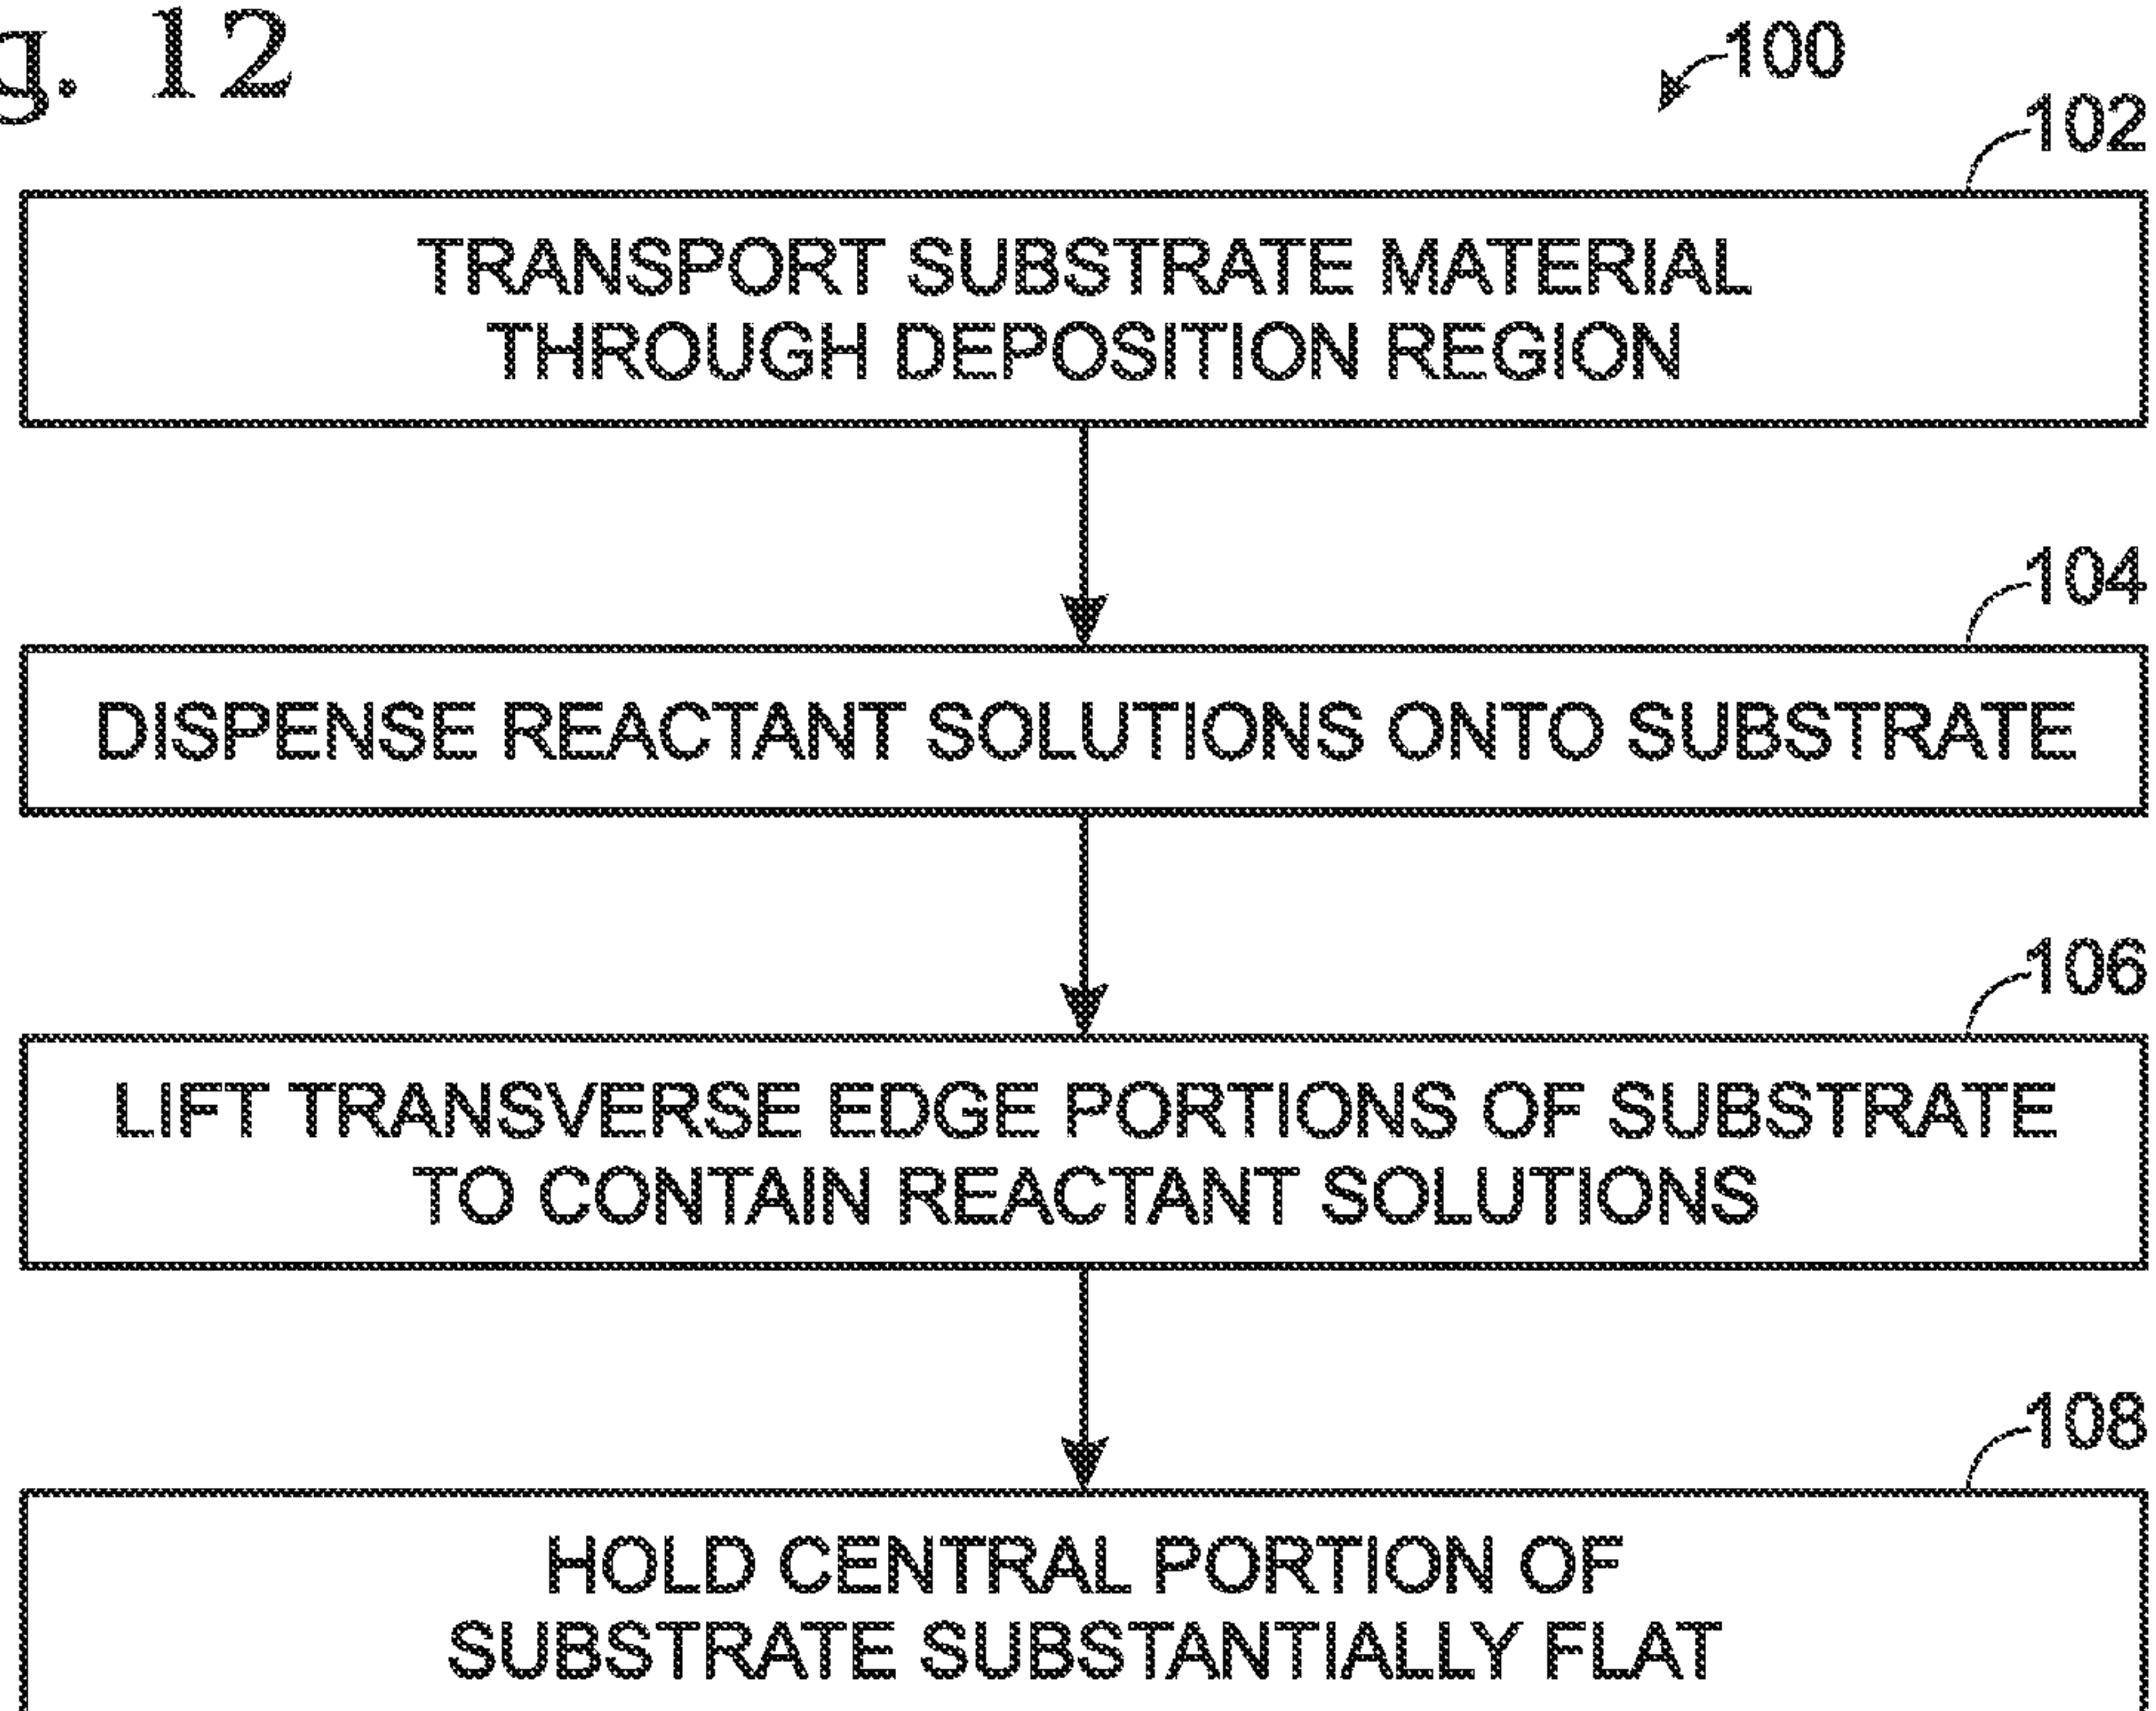 g. 12
100
102
TRANSPORT SUBSTRATE MATERIAL
THROUGH DEPOSITION REGION
104
DISPENSE REACTANT SOLUTIONS ONTO SUBSTRATE
106
LIFT TRANSVERSE EDGE PORTIONS OF SUBSTRATE
TO CONTAIN REACTANT SOLUTIONS
108
HOLD CENTRAL PORTION OF
SUBSTRATE SUBSTANTIALLY FLAT